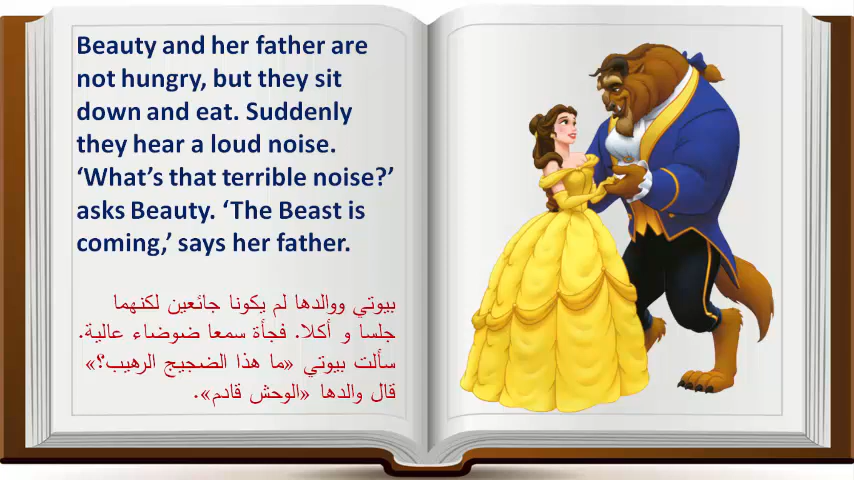 Beauty and her father are
not hungry, but they sit
down and eat. Suddenly
they hear a loud noise.
‘What’s that terrible noise?’
asks Beauty. ‘The Beast is
coming,’ says her father.
بيوتي ووالدها لم يكونا جائعين لكنهما
جلسا و أكلا. فجأة سمعا ضوضاء عالية.
سألت بيوتي «ما هذا الضجيج الرهيب؟»
قال والدها «الوحش قادم».